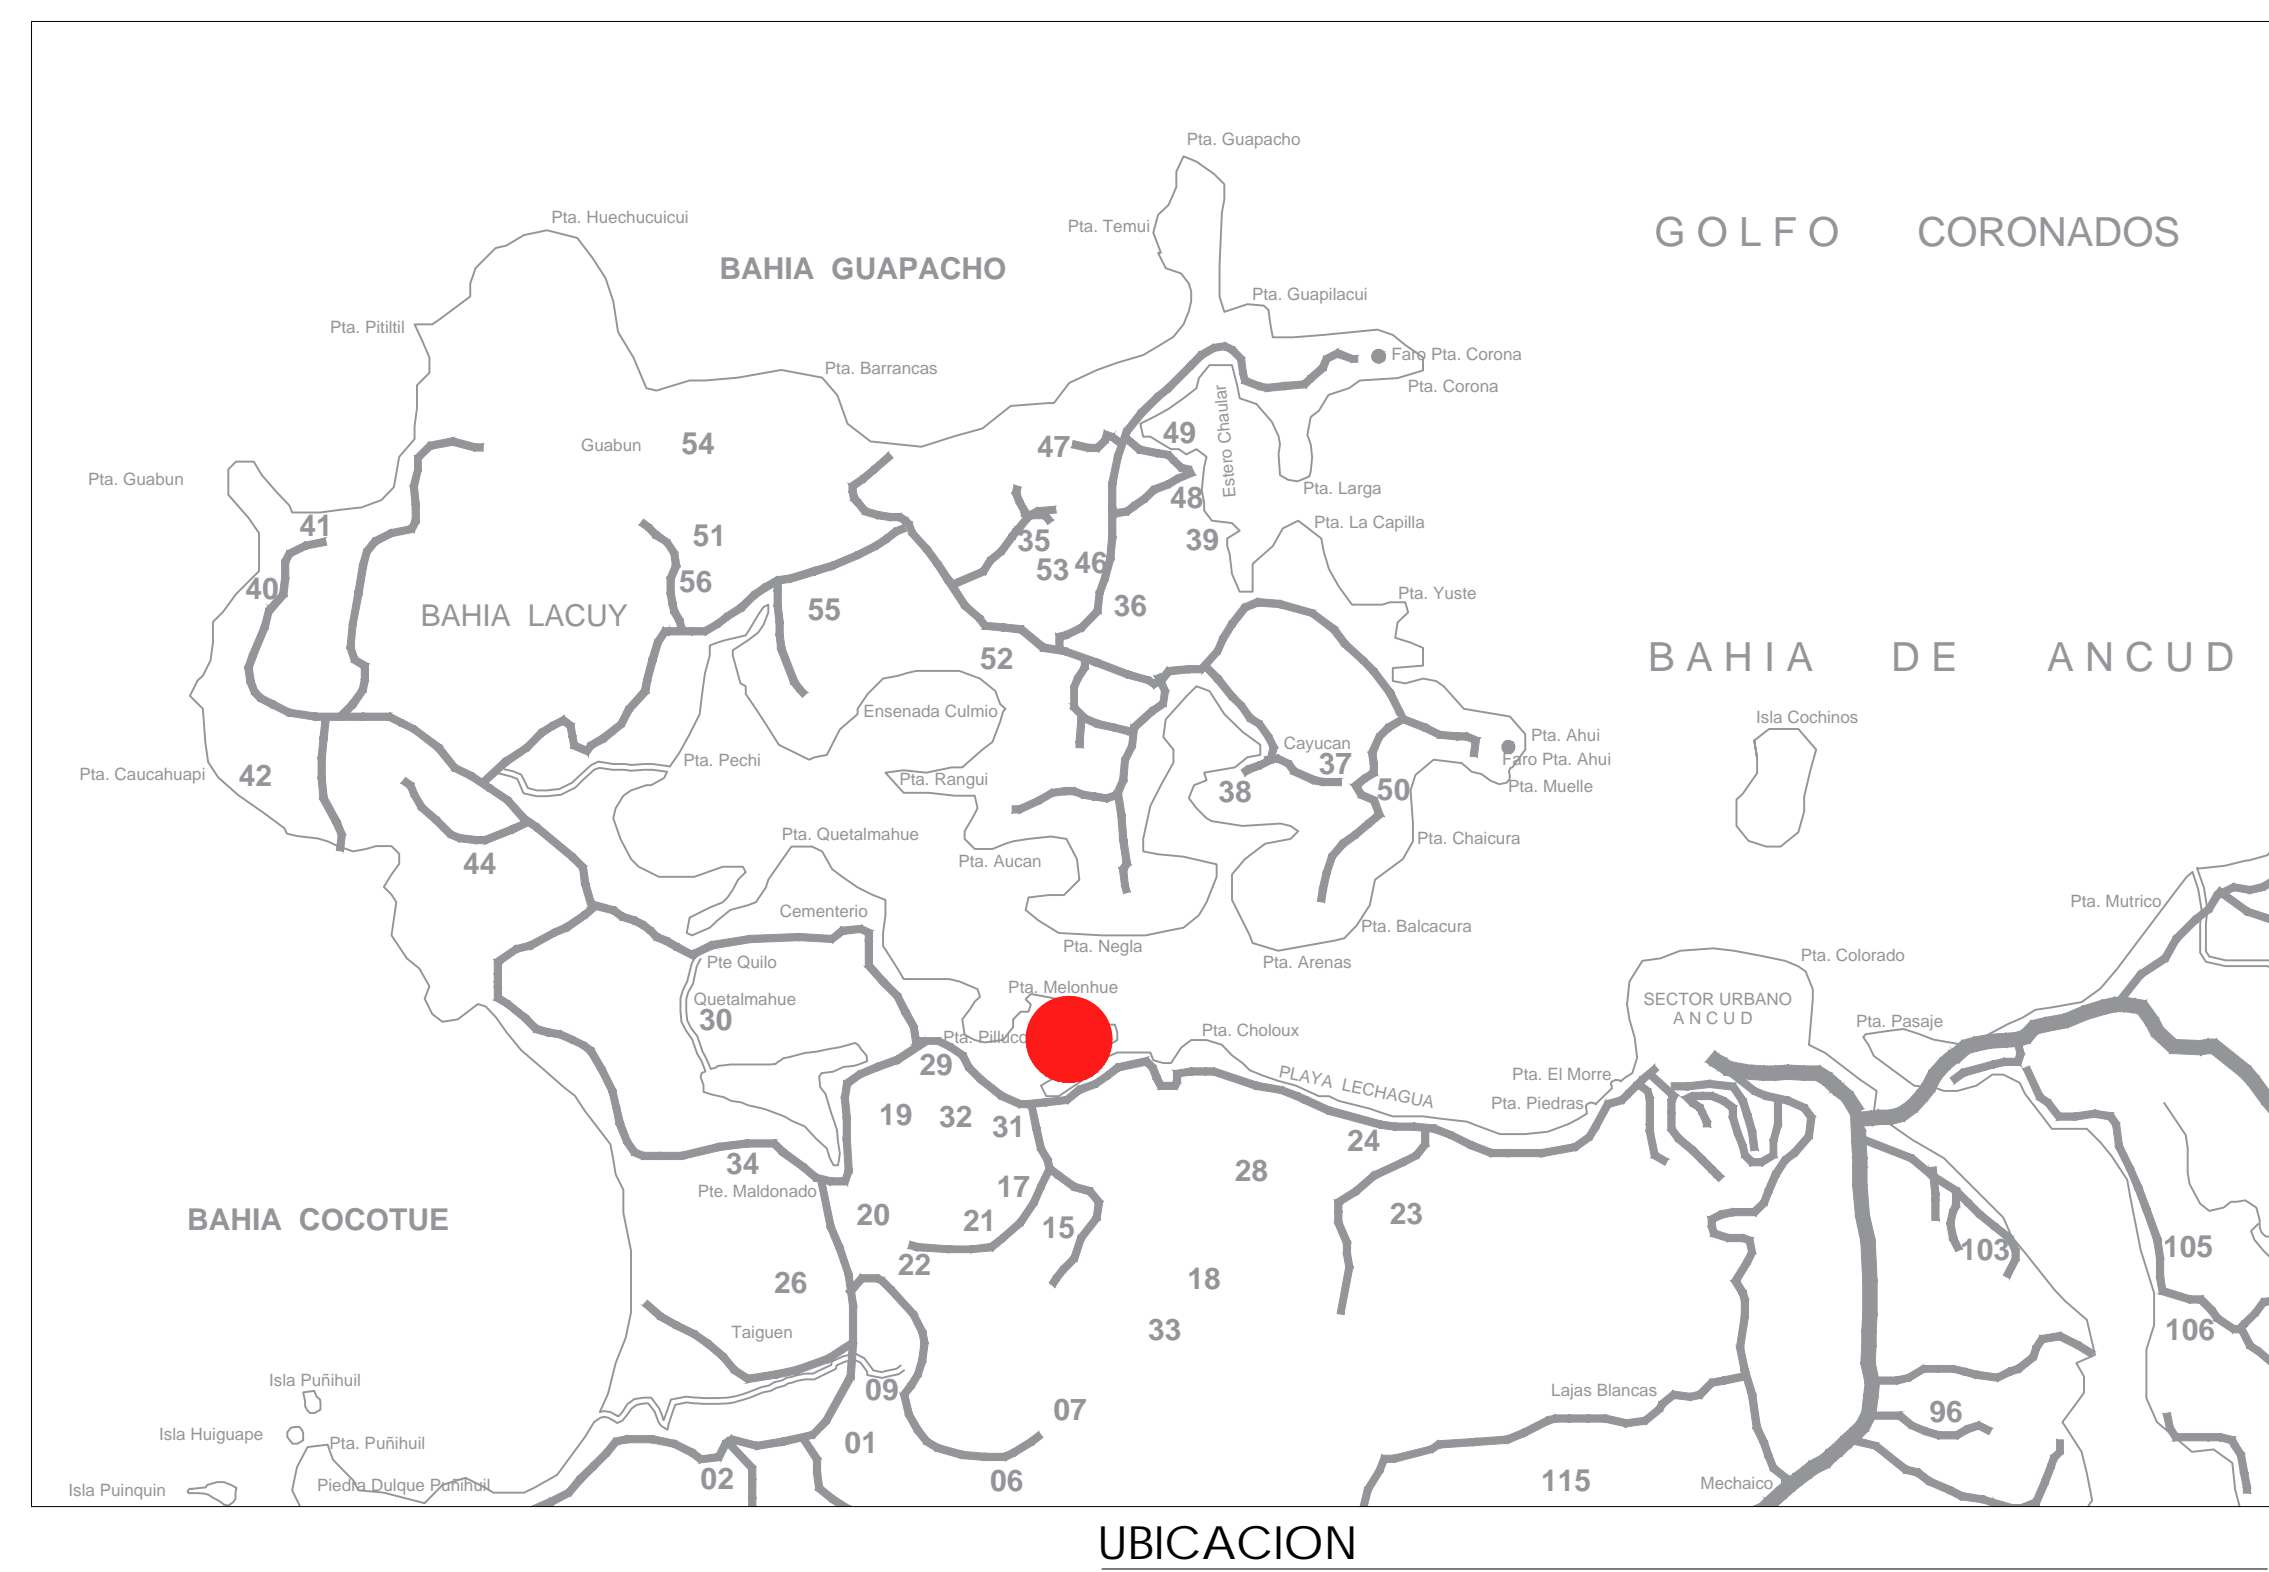 Pta. Guapacho
Pta. Huechucuicui
Pta. Temui
GOLFO CORONADOS
BAHIA GUAPACHO
Pta. Guapilacui
Pta. Pitiltil
Faro Pta. Corona
Pta. Barrancas
Pta. Corona
Estero Chaular
49
Guabun
54
47
Pta. Guabun
Pta. Larga
48
41
Pta. La Capilla
51
35
39
53
46
56
40
Pta. Yuste
55
36
BAHIA LACUY
52
BAHIA DE ANCUD
Ensenada Culmio
Isla Cochinos
Pta. Ahui
Cayucan
Faro Pta. Ahui
Pta. Pechi
37
Pta. Caucahuapi
42
Pta. Rangui
Pta. Muelle
38
50
Pta. Quetalmahue
Pta. Chaicura
44
Pta. Aucan
Pta. Mutrico
Cementerio
Pta. Balcacura
Pta. Negla
Pta. Colorado
Pte Quilo
Pta. Arenas
Pta. Melonhue
Quetalmahue
SECTOR URBANO
ANCUD
30
Pta. Pasaje
Pta. Choloux
Pta. Pilluco
29
Pta. El Morre
PLAYA LECHAGUA
Pta. Piedras
19
32
31
24
34
28
Pte. Maldonado
17
20
21
15
23
BAHIA COCOTUE
103
105
22
26
18
Taiguen
33
106
Isla Puñihuil
09
Lajas Blancas
07
96
Isla Huiguape
Pta. Puñihuil
01
02
06
115
Mechaico
Piedra Dulque Puñihuil
Isla Puinquin
UBICACION